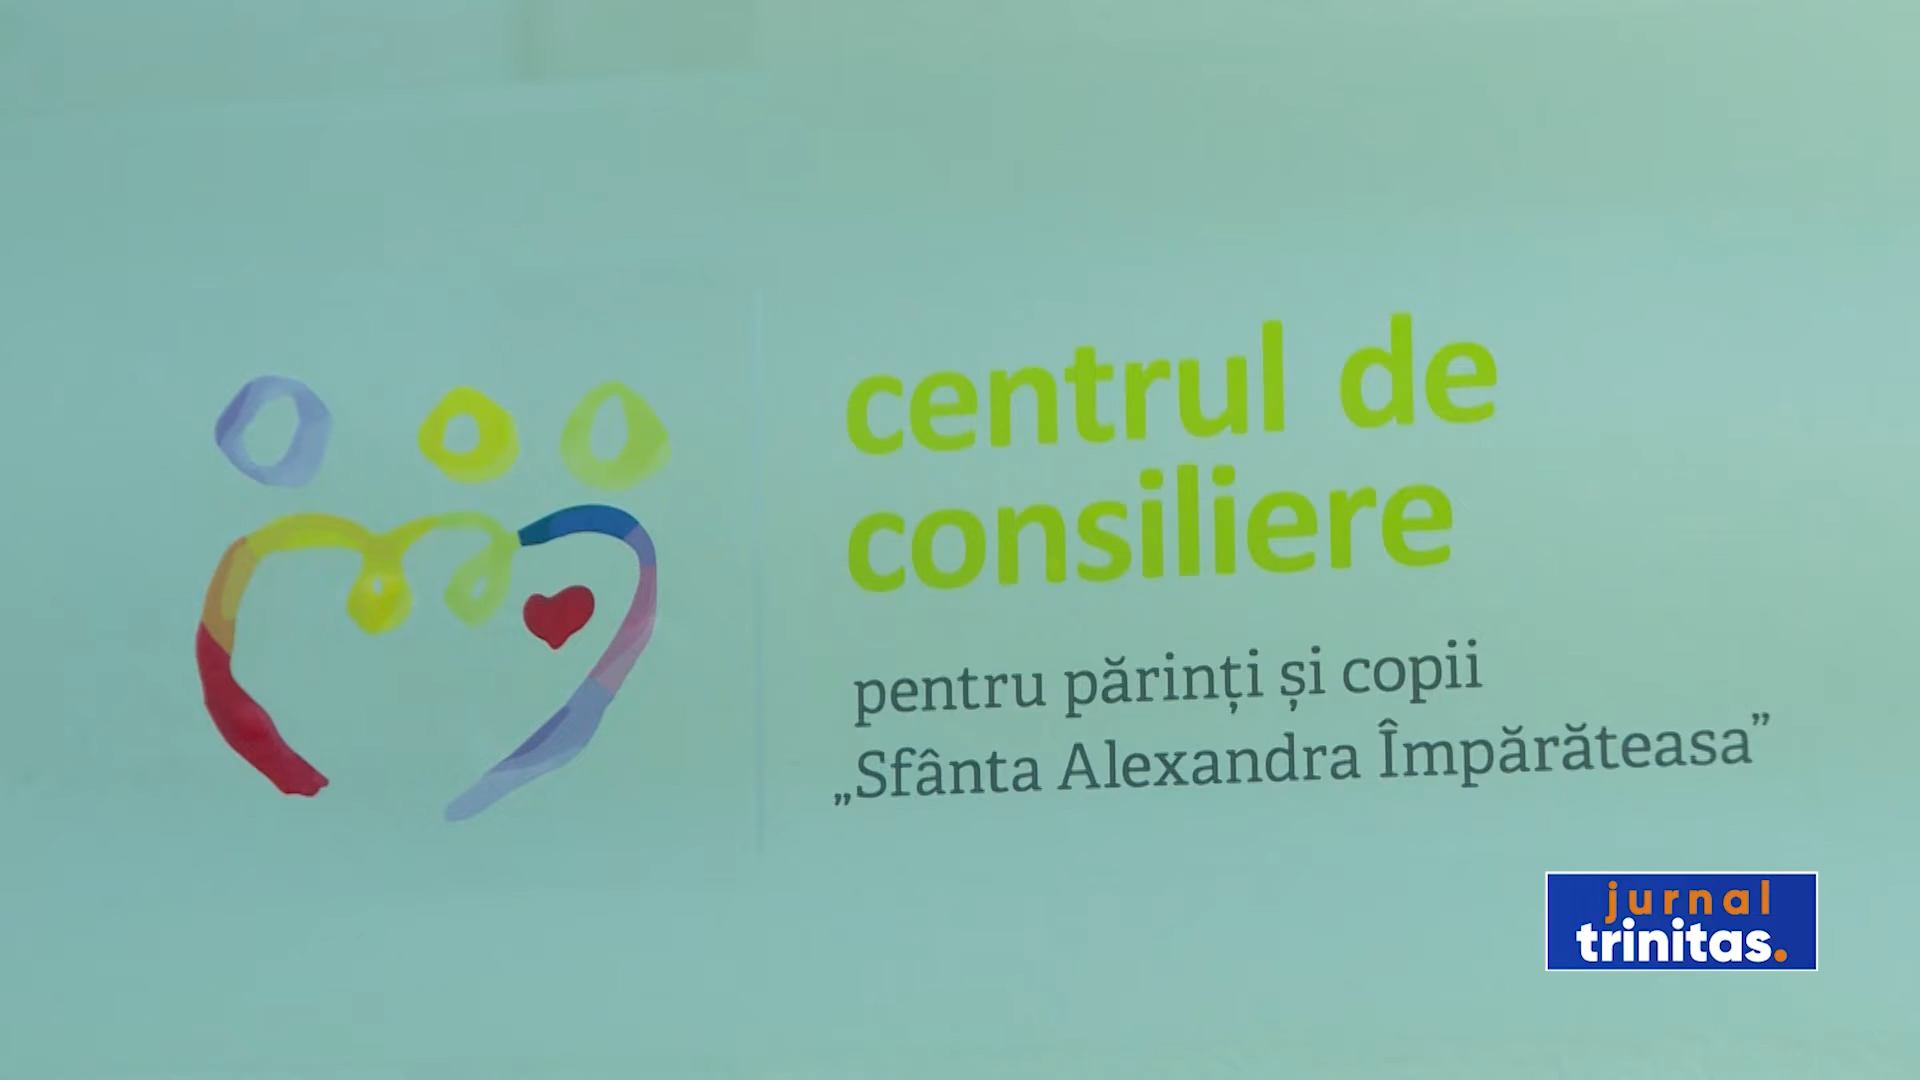 centrul de
consiliere
pentru părinți și copii
„Sfânta Alexandra Împărăteasa”
jurnal
trinitas.